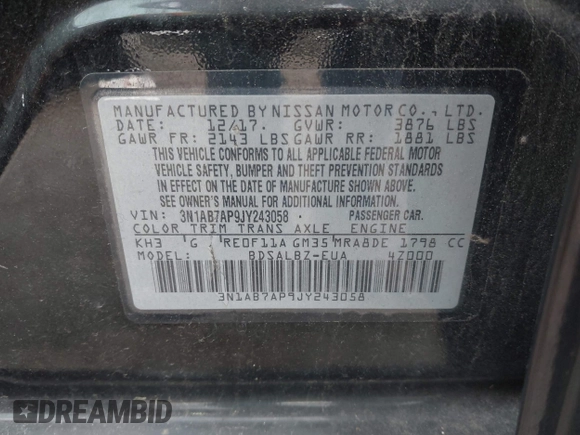 MANUFACTURED BY NISSAN MOTOR CO., LTD.
DATE: 12/17. GVWR: 3876 LBS
GAWR FR: 2143 LBS GAWR RR: 1881 LBS
THIS VEHICLE CONFORMS TO ALL APPLICABLE FEDERAL MOTOR
VEHICLE SAFETY, BUMPER, AND THEFT PREVENTION STANDARDS
IN EFFECT ON THE DATE OF MANUFACTURE SHOWN ABOVE.
SEE OWNER'S MANUAL FOR ADDITIONAL INFORMATION.
VIN: 3N1AB7AP9JY243058 PASSENGER CAR.
COLOR TRIM TRANS AXLE ENGINE
KH3 G RE0F11A GM35 MRA8DE 1798 CC
MODEL: BDSALBZ-EUA 4Z000
3N1AB7AP9JY243058
DREAMBID